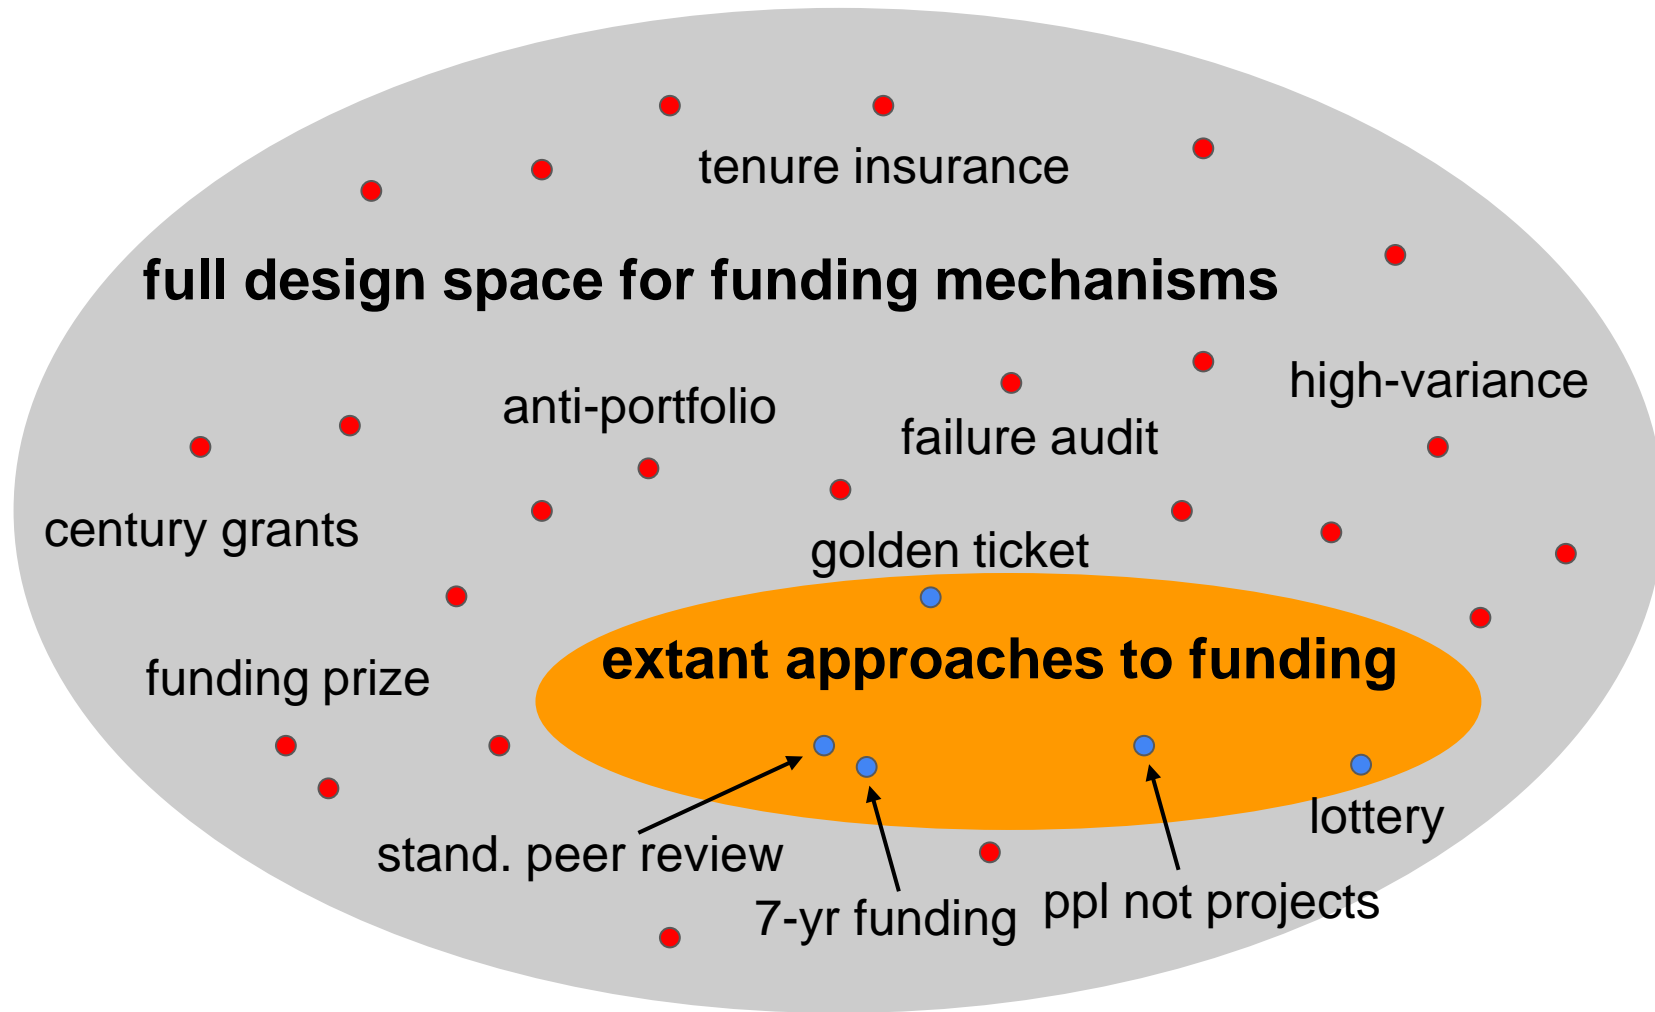 tenure insurance
full design space for funding mechanisms
high-variance
anti-portfolio
failure audit
century grants
golden ticket
extant approaches to funding
funding prize
lottery
stand. peer review
ppl not projects
7-yr funding